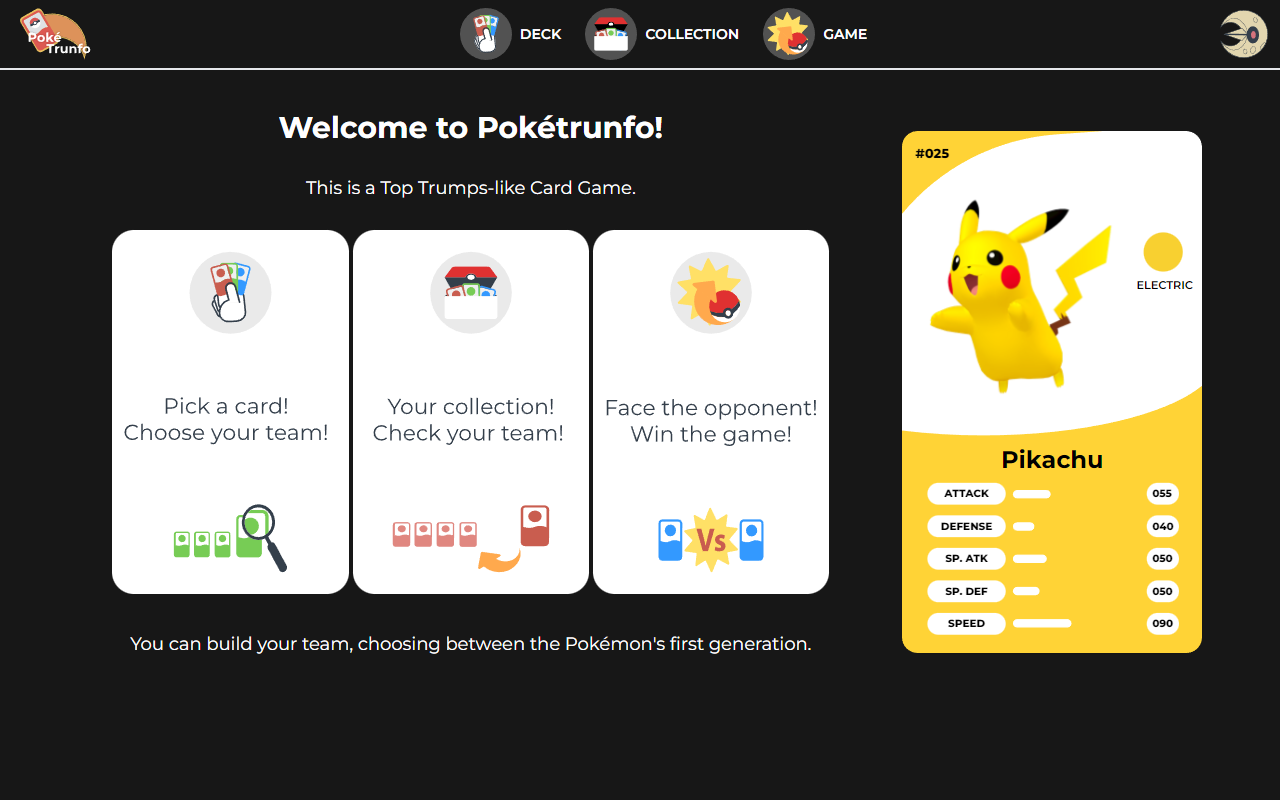 Poké
Trunfo
DECK
COLLECTION
GAME
Welcome to Pokétrunfo!
This is a Top Trumps-like Card Game.
Pick a card!
Choose your team!
Your collection!
Check your team!
Face the opponent!
Win the game!
Vs
You can build your team, choosing between the Pokémon's first generation.
#025
ELECTRIC
Pikachu
ATTACK 055
DEFENSE 040
SP. ATK 050
SP. DEF 050
SPEED 090